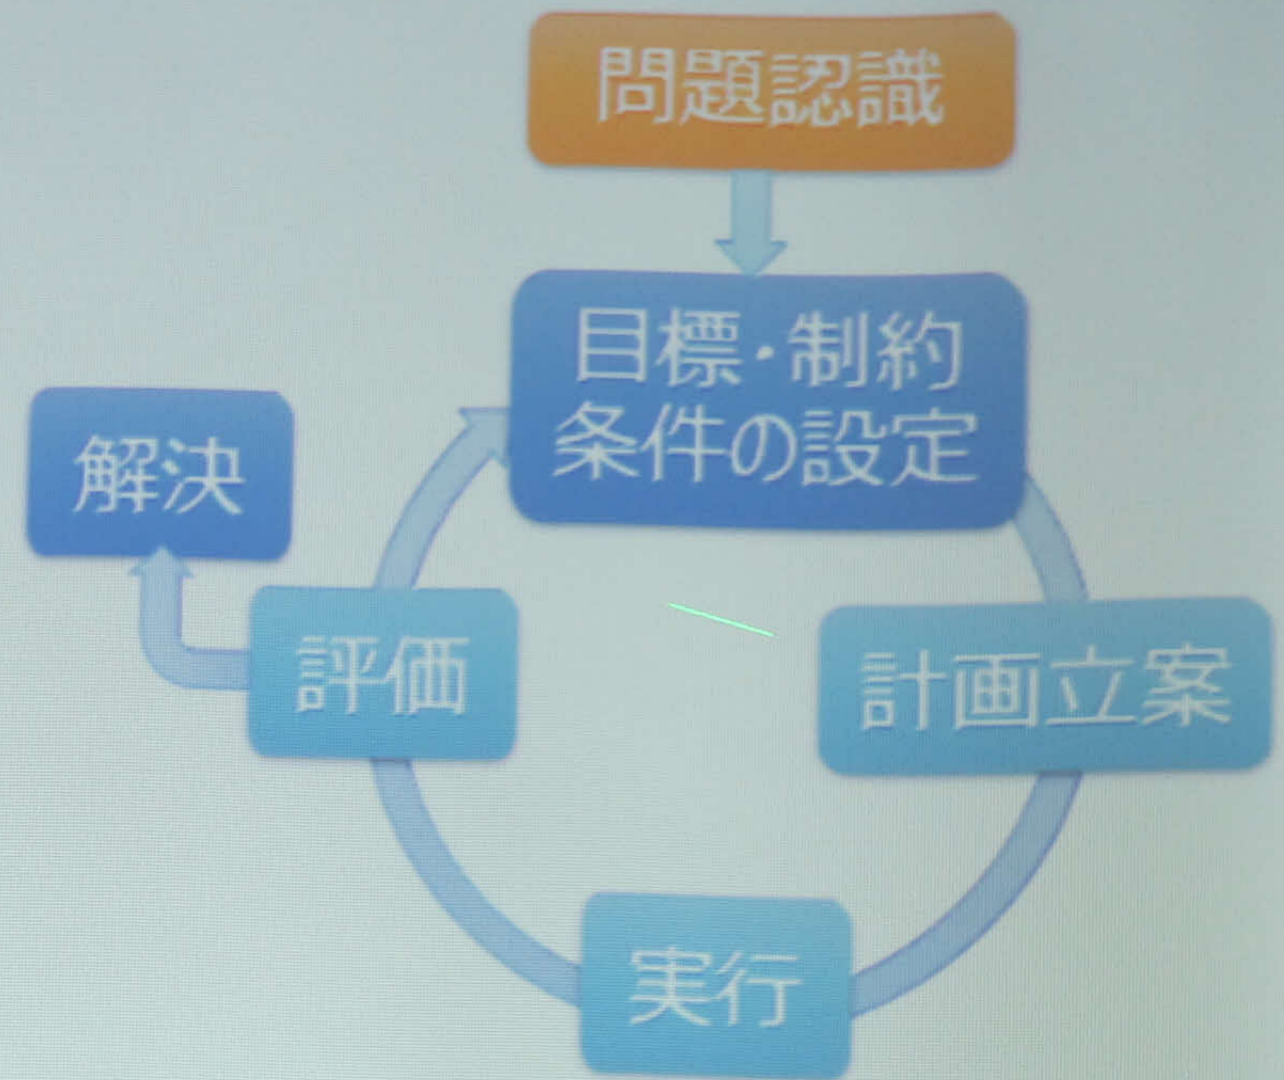 問題認識
目標・制約
条件の設定
解決
評価
計画立案
実行